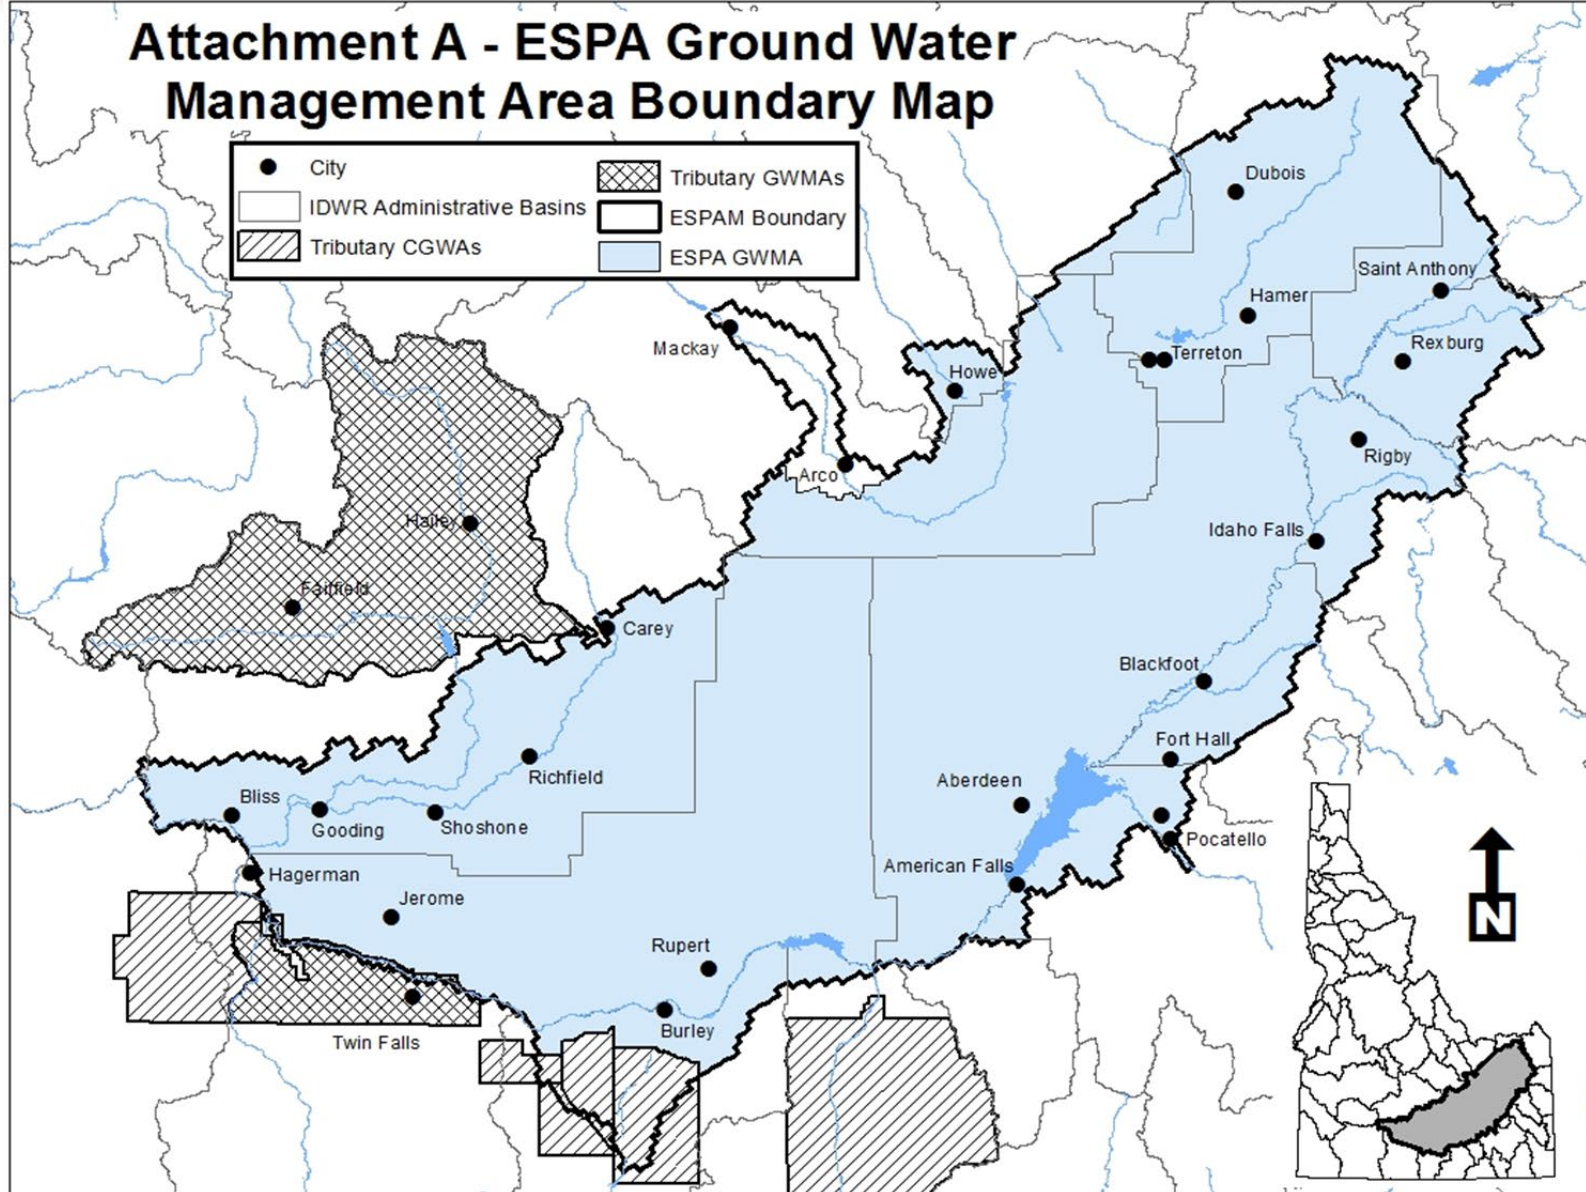 Attachment A - ESPA Ground Water
Management Area Boundary Map
City
IDWR Administrative Basins
Tributary CGWAs
Tributary GWMAs
ESPAM Boundary
ESPA GWMA
Dubois
Saint Anthony
Hamer
Mackay
Terreton
Rexburg
Howe
Rigby
Arco
Hailey
Idaho Falls
Fairfield
Carey
Blackfoot
Fort Hall
Richfield
Aberdeen
Bliss
Gooding
Shoshone
Pocatello
American Falls
Hagerman
Jerome
N
Rupert
Burley
Twin Falls